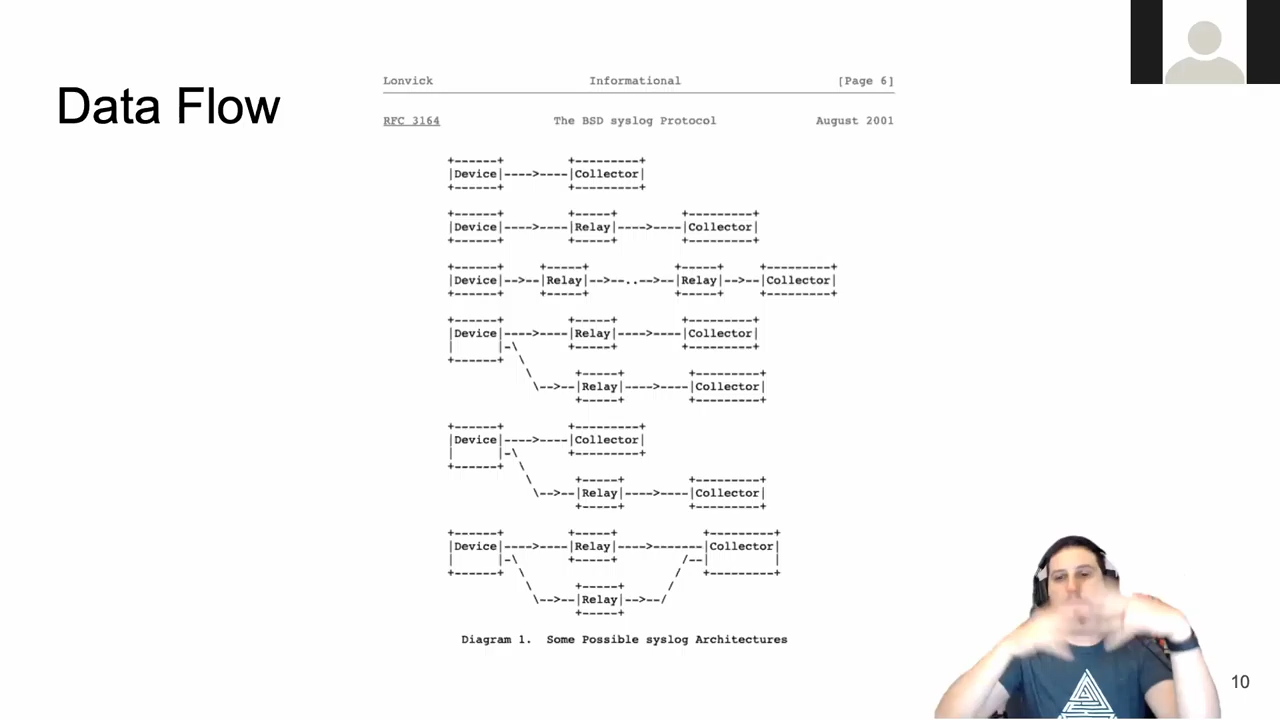 Data Flow
Lonvick Informational [Page 6]
RFC 3164 The BSD syslog Protocol August 2001
+------+ +---------+
|Device|---->----|Collector|
+------+ +---------+
+------+ +-----+ +---------+
|Device|---->----|Relay|---->----|Collector|
+------+ +-----+ +---------+
+------+ +-----+ +-----+ +---------+
|Device|-->--|Relay|-->--..-->--|Relay|-->--|Collector|
+------+ +-----+ +-----+ +---------+
+------+ +-----+ +---------+
|Device|---->----|Relay|---->----|Collector|
| |-\ +-----+ +---------+
+------+ \
\ +-----+ +---------+
\-->--|Relay|---->----|Collector|
+-----+ +---------+
+------+ +---------+
|Device|---->----|Collector|
| |-\ +---------+
+------+ \
\ +-----+ +---------+
\-->--|Relay|---->----|Collector|
+-----+ +---------+
+------+ +-----+ +---------+
|Device|---->----|Relay|---->-------|Collector|
| |-\ +-----+ /--| |
+------+ \ / +---------+
\ +-----+ /
\-->--|Relay|-->--/
+-----+
Diagram 1. Some Possible syslog Architectures
10